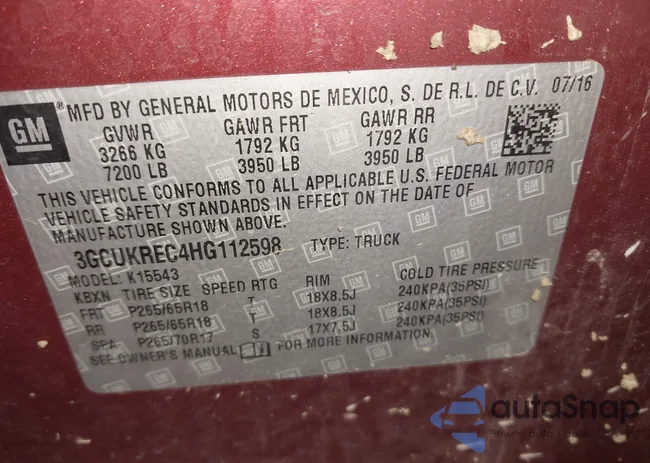 GM
MFD BY GENERAL MOTORS DE MEXICO, S. DE R.L. DE C.V. 07/16
GVWR GAWR FRT GAWR RR
3266 KG 1792 KG 1792 KG
7200 LB 3950 LB 3950 LB
THIS VEHICLE CONFORMS TO ALL APPLICABLE U.S. FEDERAL MOTOR
VEHICLE SAFETY STANDARDS IN EFFECT ON THE DATE OF
MANUFACTURE SHOWN ABOVE.
3GCUKREC4HG112598 TYPE: TRUCK
MODEL: K15543
KBXN TIRE SIZE SPEED RTG RIM COLD TIRE PRESSURE
FRT P265/65R18 T 18X8.5J 240KPA(35PSI)
RR P265/65R18 T 18X8.5J 240KPA(35PSI)
SPA P265/70R17 S 17X7.5J 240KPA(35PSI)
SEE OWNER'S MANUAL FOR MORE INFORMATION
autoSnap